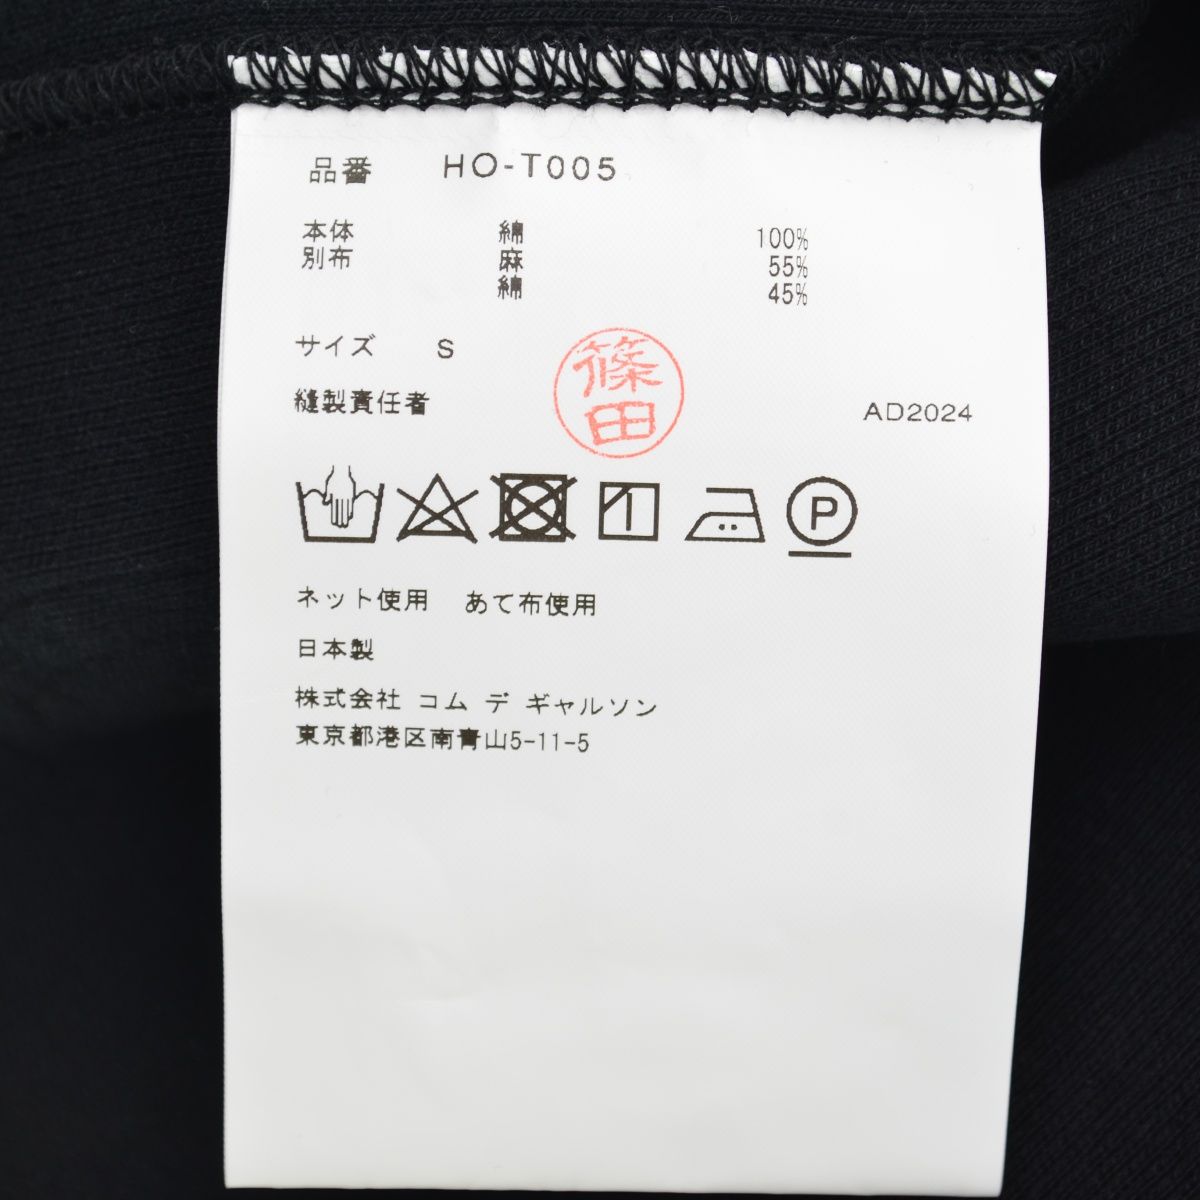 品番 HO-T005
本体 綿 100%
別布 麻 55%
綿 45%
サイズ S
篠田
縫製責任者 AD2024
P
ネット使用 あて布使用
日本製
株式会社 コム デ ギャルソン
東京都港区南青山5-11-5